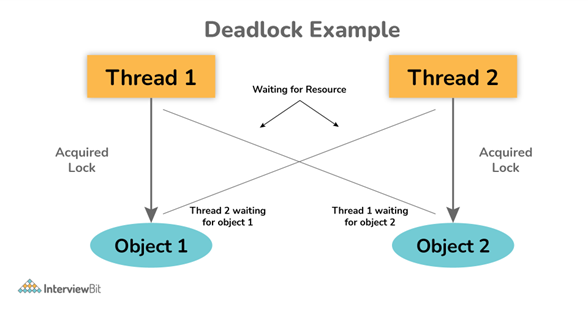 Deadlock Example
Thread 1
Thread 2
Waiting for Resource
Acquired
Lock
Acquired
Lock
Thread 2 waiting
for object 1
Thread 1 waiting
for object 2
Object 1
Object 2
InterviewBit